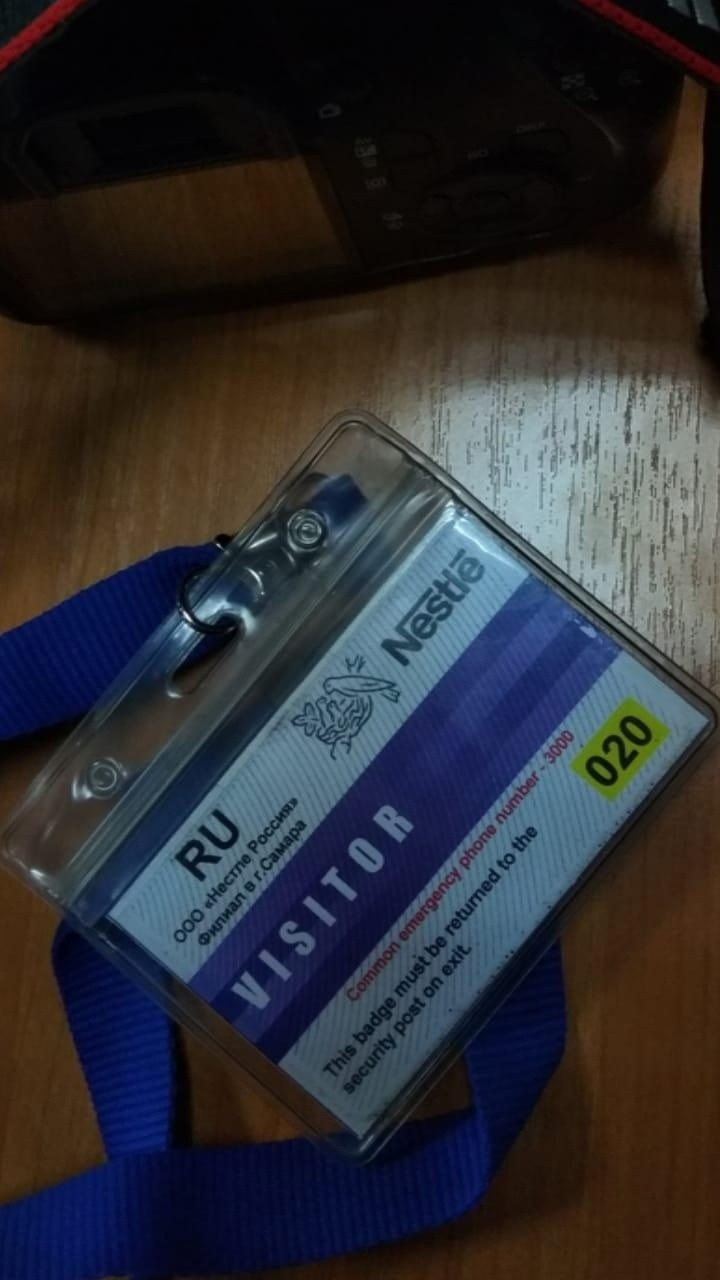 RU
ООО «Нестле Россия»
Филиал в г.Самара
Nestlē
VISITOR
Common emergency phone number - 3000
020
This badge must be returned to the
security post on exit.